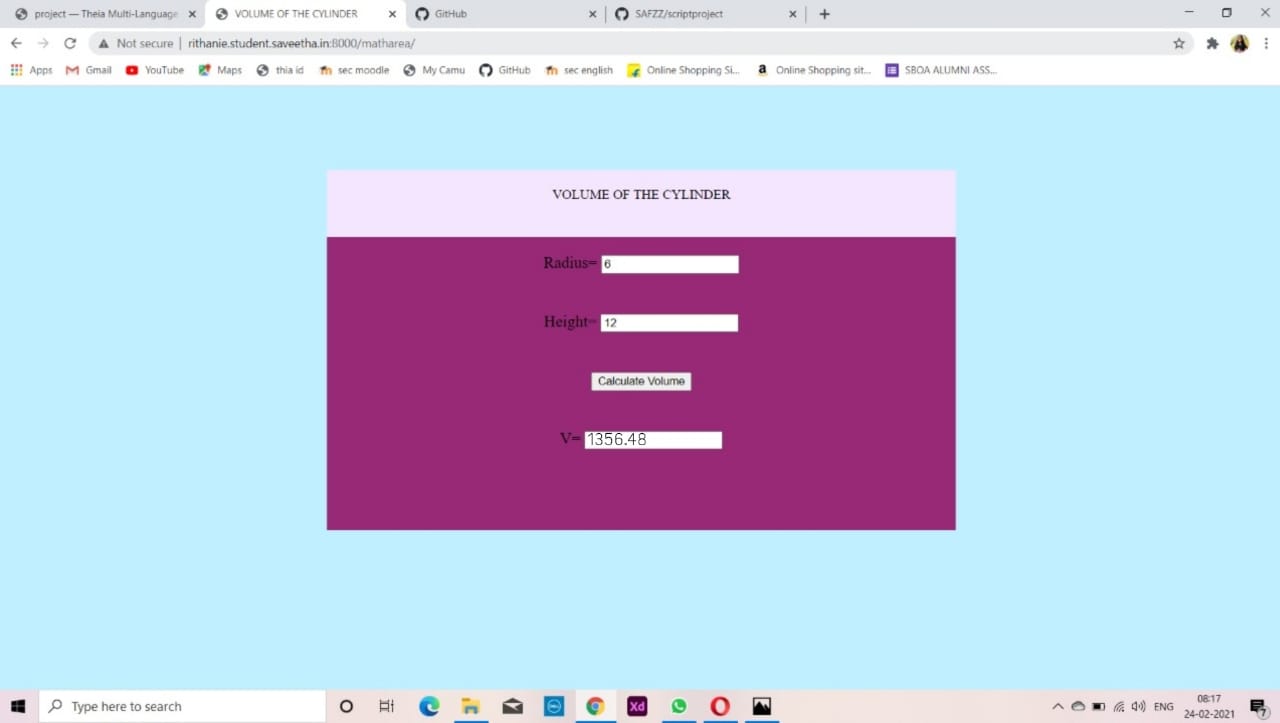 project — Theia Multi-Language
VOLUME OF THE CYLINDER
GitHub
SAFZZ/scriptproject
Not secure | rithanie.student.saveetha.in:8000/matharea/
Apps
Gmail
YouTube
Maps
thia id
sec moodle
My Camu
GitHub
sec english
Online Shopping Si...
Online Shopping sit...
SBOA ALUMNI ASS...
VOLUME OF THE CYLINDER
Radius= 6
Height= 12
Calculate Volume
V= 1356.48
Type here to search
Xd
ENG
08:17
24-02-2021
7